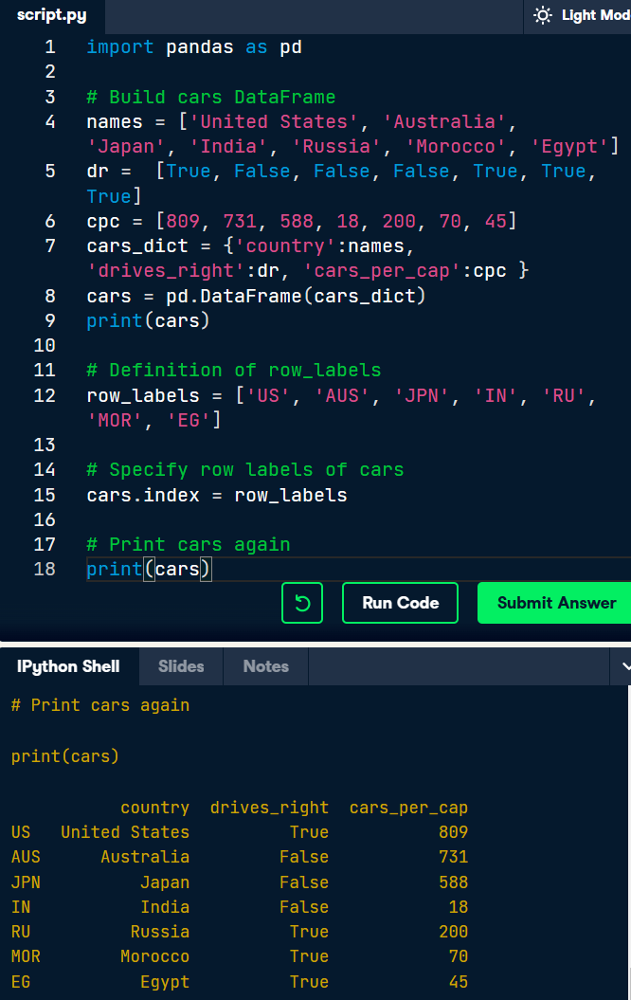 script.py
Light Mod
1 import pandas as pd
2
3 # Build cars DataFrame
4 names = ['United States', 'Australia',
'Japan', 'India', 'Russia', 'Morocco', 'Egypt']
5 dr =  [True, False, False, False, True, True,
True]
6 cpc = [809, 731, 588, 18, 200, 70, 45]
7 cars_dict = {'country':names,
'drives_right':dr, 'cars_per_cap':cpc }
8 cars = pd.DataFrame(cars_dict)
9 print(cars)
10
11 # Definition of row_labels
12 row_labels = ['US', 'AUS', 'JPN', 'IN', 'RU',
'MOR', 'EG']
13
14 # Specify row labels of cars
15 cars.index = row_labels
16
17 # Print cars again
18 print(cars)
Run Code
Submit Answer
IPython Shell
Slides
Notes
# Print cars again
print(cars)
country drives_right cars_per_cap
US United States True 809
AUS Australia False 731
JPN Japan False 588
IN India False 18
RU Russia True 200
MOR Morocco True 70
EG Egypt True 45